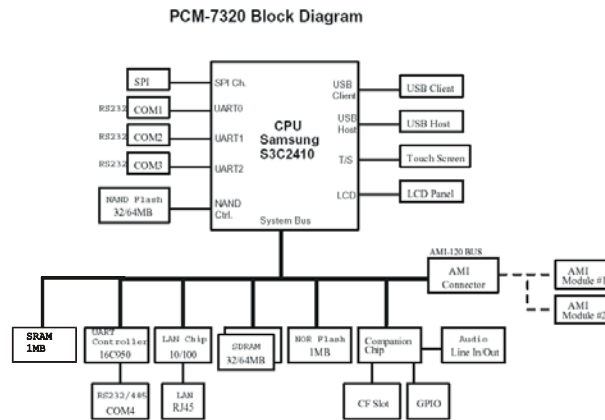 PCM-7320 Block Diagram
SPI
SPI Ch.
USB
Client
USB Client
RS232
COM1
UART0
CPU
Samsung
S3C2410
USB
Host
USB Host
RS232
COM2
UART1
T/S
Touch Screen
RS232
COM3
UART2
NAND Flash
32/64MB
NAND
Ctrl.
LCD
LCD Panel
System Bus
AMI-120 BUS
AMI
Connector
AMI
Module #1
AMI
Module #2
SRAM
1MB
UART
Controller
16C950
LAN Chip
10/100
SDRAM
32/64MB
NOR Flash
1MB
Companion
Chip
Audio
Line In/Out
RS232/485
COM4
LAN
RJ45
CF Slot
GPIO